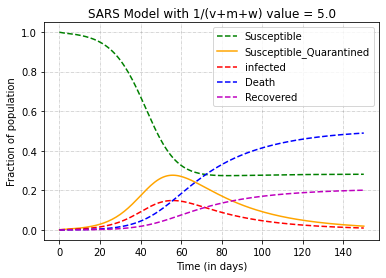 SARS Model with 1/(v+m+w) value = 5.0
Fraction of population
1.0
0.8
0.6
0.4
0.2
0.0
Susceptible
Susceptible_Quarantined
infected
Death
Recovered
0 20 40 60 80 100 120 140
Time (in days)